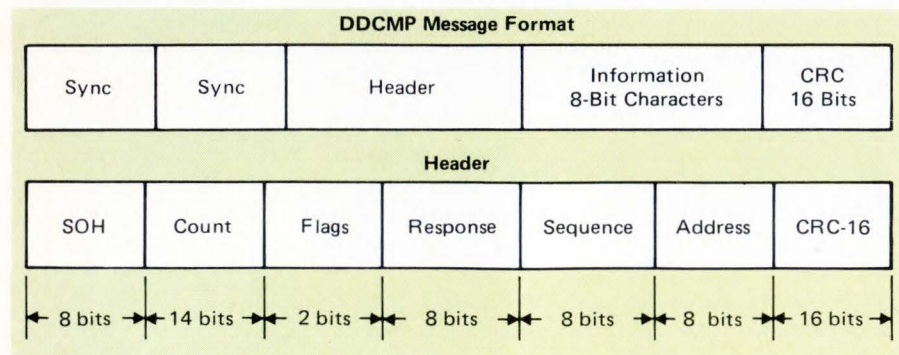 DDCMP Message Format
Sync Sync Header Information 8-Bit Characters CRC 16 Bits
Header
SOH Count Flags Response Sequence Address CRC-16
8 bits 14 bits 2 bits 8 bits 8 bits 8 bits 16 bits